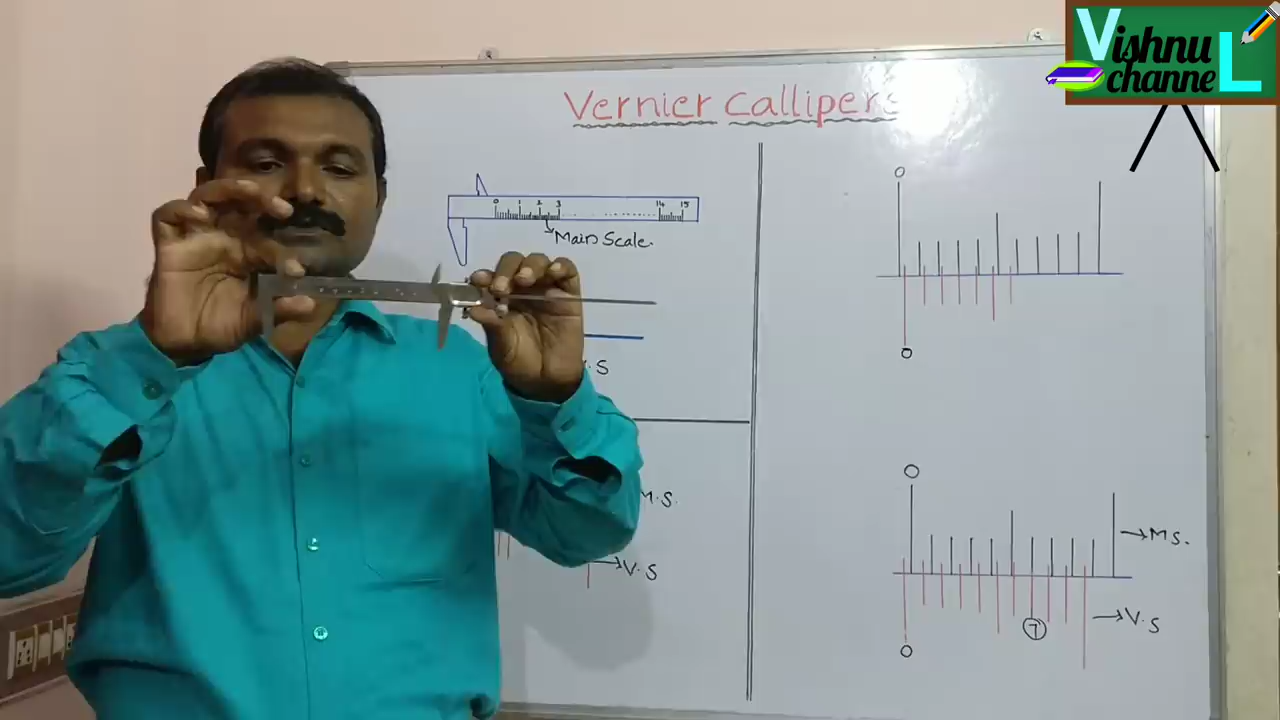 Vishnu
channeL
Vernier Callipers
0 1 2 3 14 15
Main Scale.
.S
M.S.
V.S
0
0
0
M S.
V.S
7
0